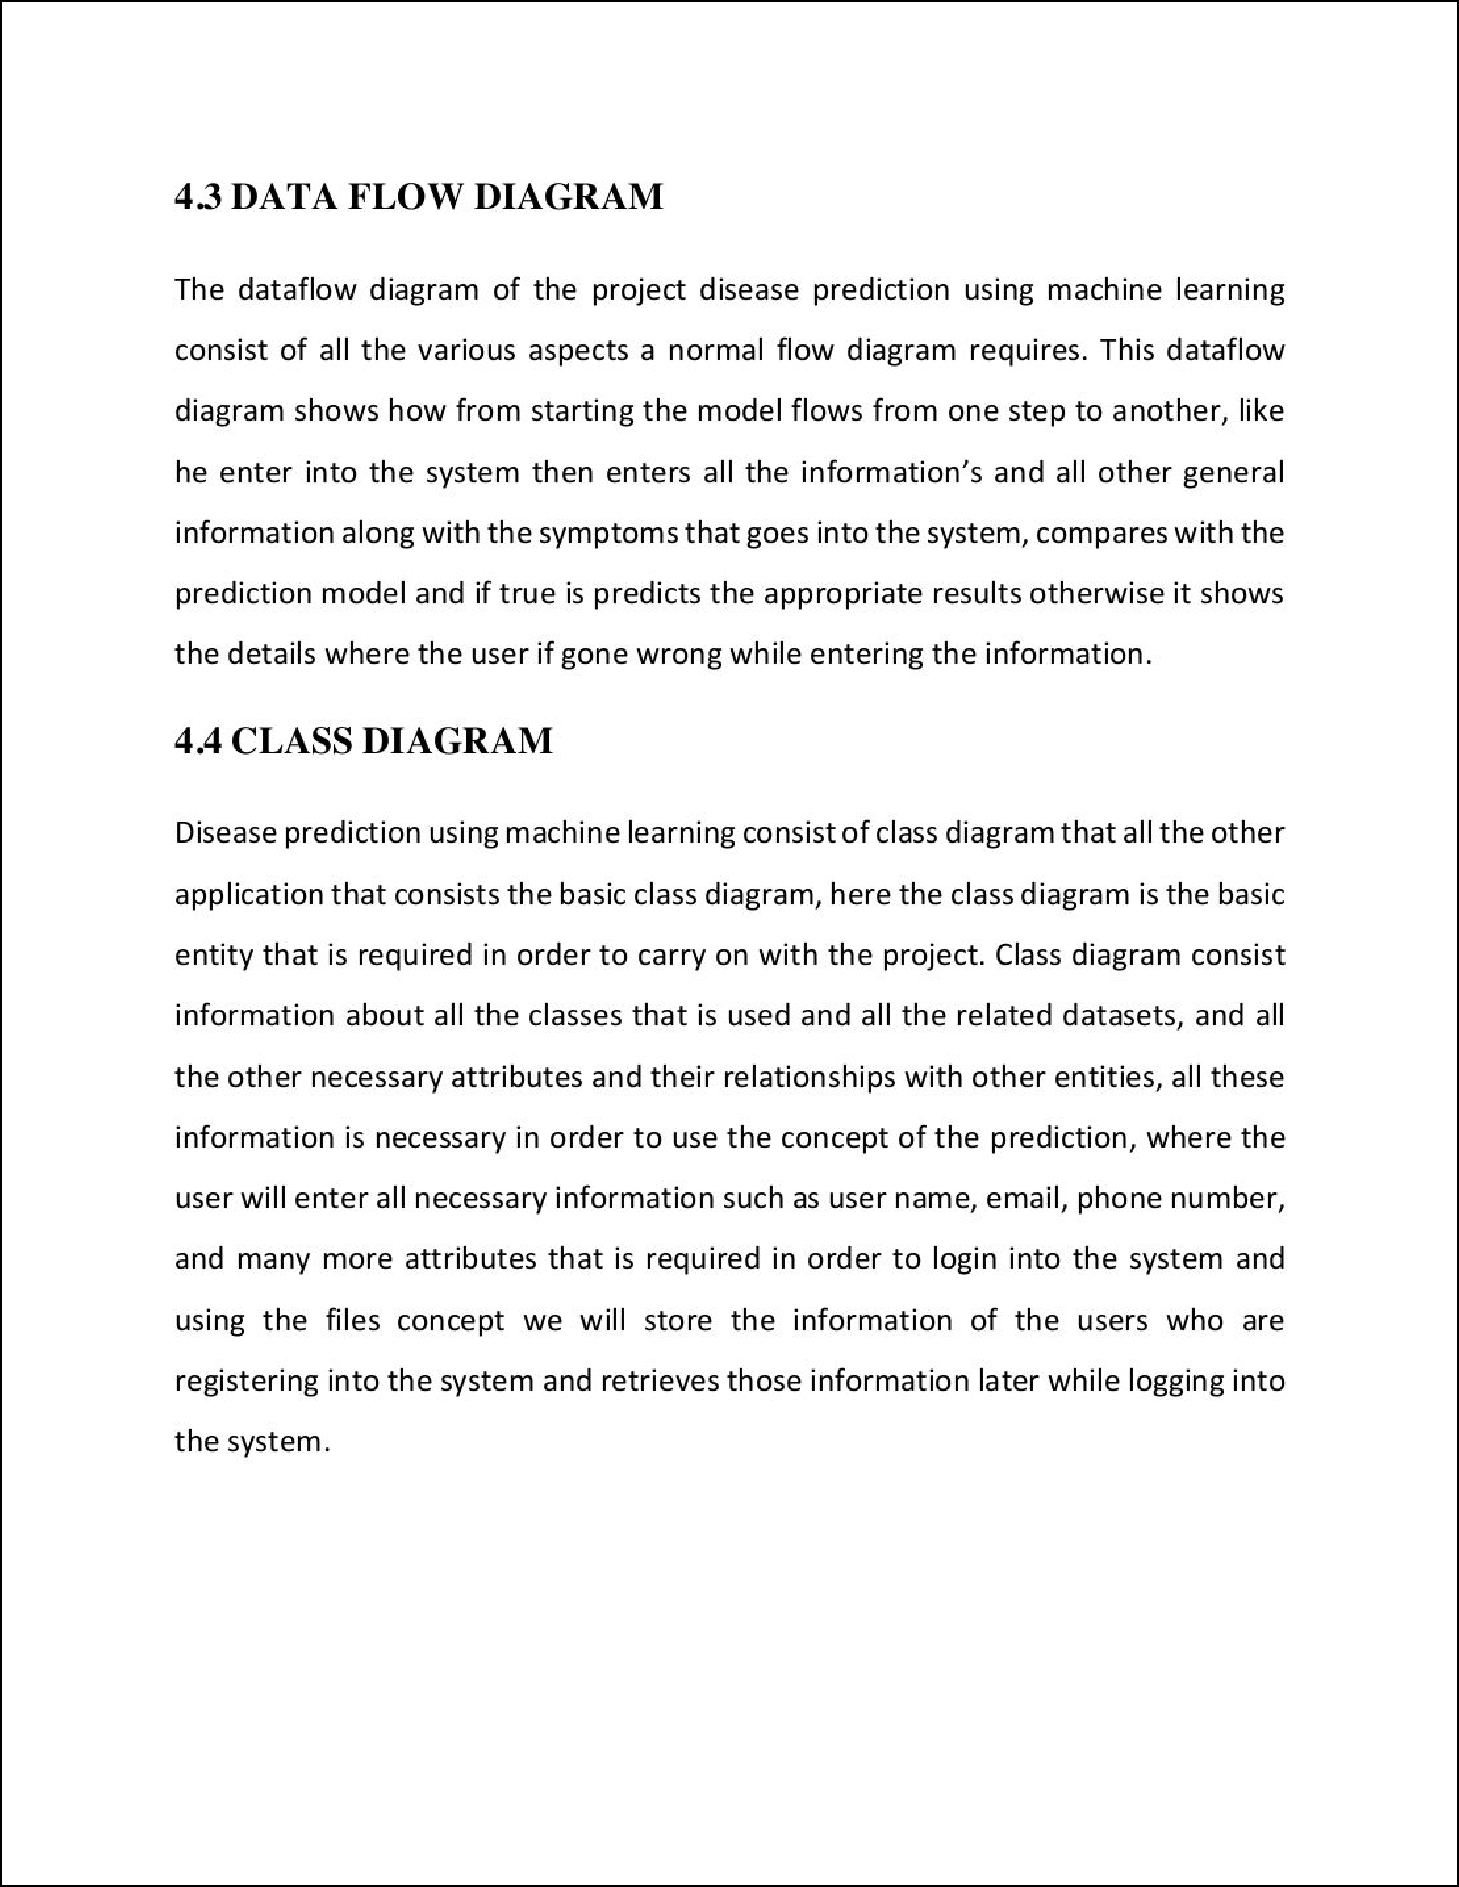 4.3 DATA FLOW DIAGRAM
The dataflow diagram of the project disease prediction using machine learning
consist of all the various aspects a normal flow diagram requires. This dataflow
diagram shows how from starting the model flows from one step to another, like
he enter into the system then enters all the information’s and all other general
information along with the symptoms that goes into the system, compares with the
prediction model and if true is predicts the appropriate results otherwise it shows
the details where the user if gone wrong while entering the information.
4.4 CLASS DIAGRAM
Disease prediction using machine learning consist of class diagram that all the other
application that consists the basic class diagram, here the class diagram is the basic
entity that is required in order to carry on with the project. Class diagram consist
information about all the classes that is used and all the related datasets, and all
the other necessary attributes and their relationships with other entities, all these
information is necessary in order to use the concept of the prediction, where the
user will enter all necessary information such as user name, email, phone number,
and many more attributes that is required in order to login into the system and
using the files concept we will store the information of the users who are
registering into the system and retrieves those information later while logging into
the system.